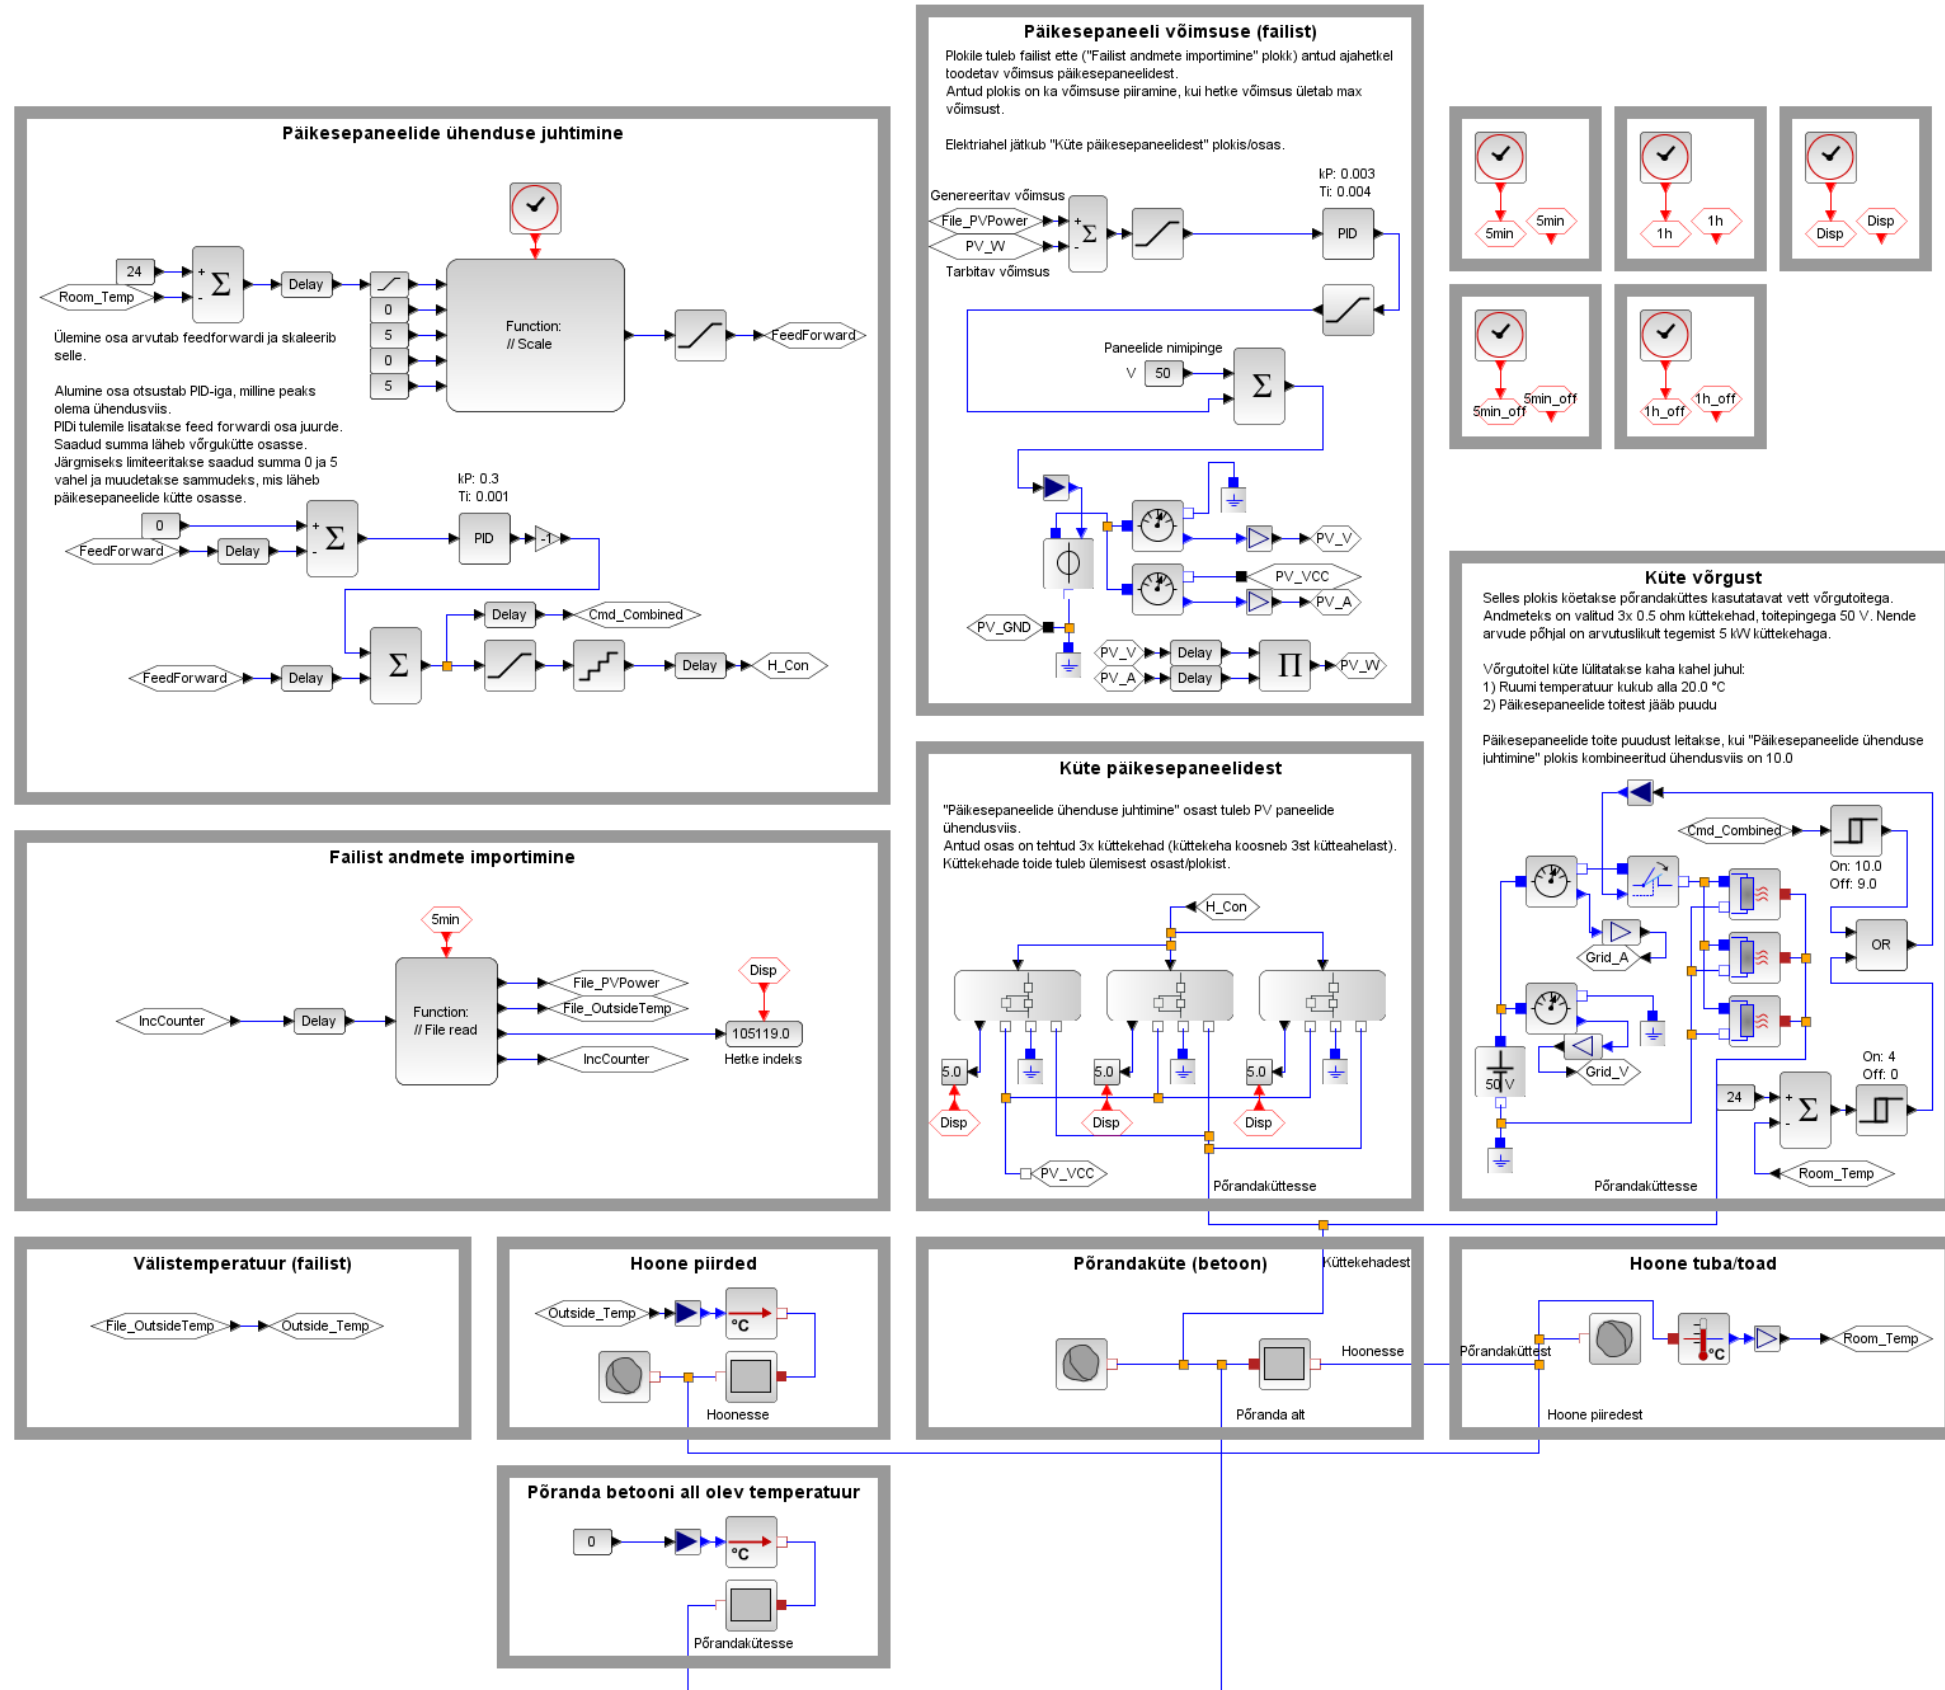 Päikesepaneelide ühenduse juhtimine
24
Room_Temp
+
-
Σ
Delay
0
5
0
5
Function:
// Scale
FeedForward
Ülemine osa arvutab feedforwardi ja skaleerib
selle.
Alumine osa otsustab PID-iga, milline peaks
olema ühendusviis.
PIDi tulemile lisatakse feed forwardi osa juurde.
Saadud summa läheb võrgukütte osasse.
Järgmiseks limiteeritakse saadud summa 0 ja 5
vahel ja muudetakse sammudeks, mis läheb
päikesepaneelide kütte osasse.
kP: 0.3
Ti: 0.001
0
FeedForward
Delay
+
-
Σ
PID
-1
Delay
Cmd_Combined
FeedForward
Delay
Σ
Delay
H_Con
Päikesepaneeli võimsuse (failist)
Plokile tuleb failist ette ("Failist andmete importimine" plokk) antud ajahetkel
toodetav võimsus päikesepaneelidest.
Antud plokis on ka võimsuse piiramine, kui hetke võimsus ületab max
võimsust.
Elektriahel jätkub "Küte päikesepaneelidest" plokis/osas.
kP: 0.003
Ti: 0.004
Genereeritav võimsus
File_PVPower
PV_W
+
-
Σ
PID
Tarbitav võimsus
Paneelide nimipinge
V
50
Σ
PV_V
PV_VCC
PV_A
PV_GND
PV_V
Delay
PV_A
Delay
Π
PV_W
5min
5min
1h
1h
Disp
Disp
5min_off
5min_off
1h_off
1h_off
Küte võrgust
Selles plokis köetakse põrandaküttes kasutatavat vett võrgutoitega.
Andmeteks on valitud 3x 0.5 ohm küttekehad, toitepingega 50 V. Nende
arvude põhjal on arvutuslikult tegemist 5 kW küttekehaga.
Võrgutoitel küte lülitatakse kaha kahel juhul:
1) Ruumi temperatuur kukub alla 20.0 °C
2) Päikesepaneelide toitest jääb puudu
Päikesepaneelide toite puudust leitakse, kui "Päikesepaneelide ühenduse
juhtimine" plokis kombineeritud ühendusviis on 10.0
Cmd_Combined
On: 10.0
Off: 9.0
OR
Grid_A
Grid_V
50 V
On: 4
Off: 0
24
+
-
Σ
Room_Temp
Põrandaküttesse
Failist andmete importimine
5min
IncCounter
Delay
Function:
// File read
File_PVPower
File_OutsideTemp
IncCounter
Disp
105119.0
Hetke indeks
Küte päikesepaneelidest
"Päikesepaneelide ühenduse juhtimine" osast tuleb PV paneelide
ühendusviis.
Antud osas on tehtud 3x küttekehad (küttekeha koosneb 3st kütteahelast).
Küttekehade toide tuleb ülemisest osast/plokist.
H_Con
5.0
5.0
5.0
Disp
Disp
Disp
PV_VCC
Põrandaküttesse
Välistemperatuur (failist)
File_OutsideTemp
Outside_Temp
Hoone piirded
Outside_Temp
°C
Hoonesse
Põrandaküte (betoon)
Küttekehadest
Hoonesse
Põranda alt
Hoone tuba/toad
Põrandaküttest
°C
Room_Temp
Hoone piiredest
Põranda betooni all olev temperatuur
0
°C
Põrandakütesse